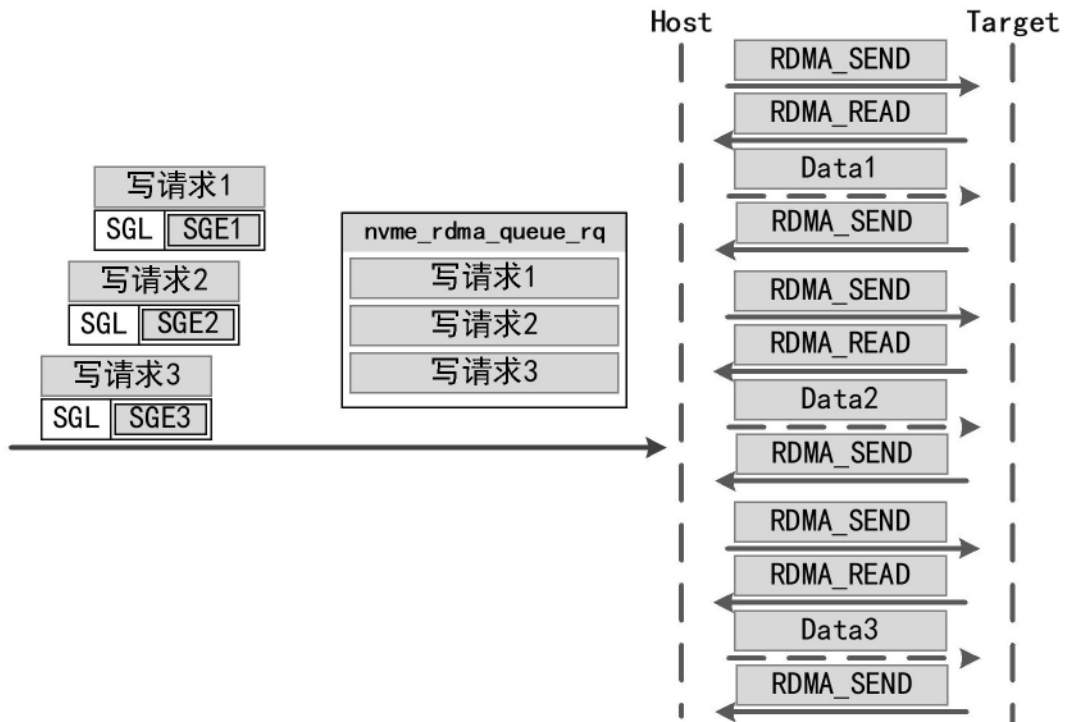 写请求1
SGL SGE1
写请求2
SGL SGE2
写请求3
SGL SGE3
nvme_rdma_queue_rq
写请求1
写请求2
写请求3
Host Target
RDMA_SEND
RDMA_READ
Data1
RDMA_SEND
RDMA_SEND
RDMA_READ
Data2
RDMA_SEND
RDMA_SEND
RDMA_READ
Data3
RDMA_SEND